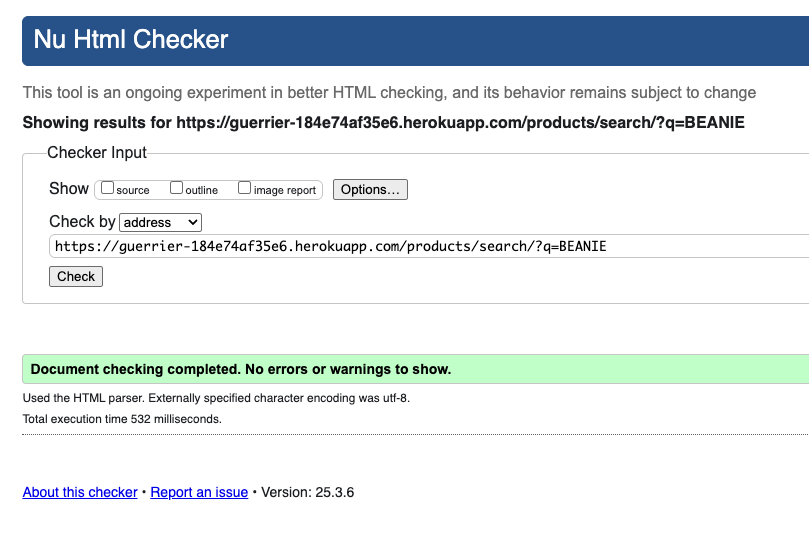 Nu Html Checker
This tool is an ongoing experiment in better HTML checking, and its behavior remains subject to change
Showing results for https://guerrier-184e74af35e6.herokuapp.com/products/search/?q=BEANIE
Checker Input
Show source outline image report Options...
Check by address
https://guerrier-184e74af35e6.herokuapp.com/products/search/?q=BEANIE
Check
Document checking completed. No errors or warnings to show.
Used the HTML parser. Externally specified character encoding was utf-8.
Total execution time 532 milliseconds.
About this checker • Report an issue • Version: 25.3.6